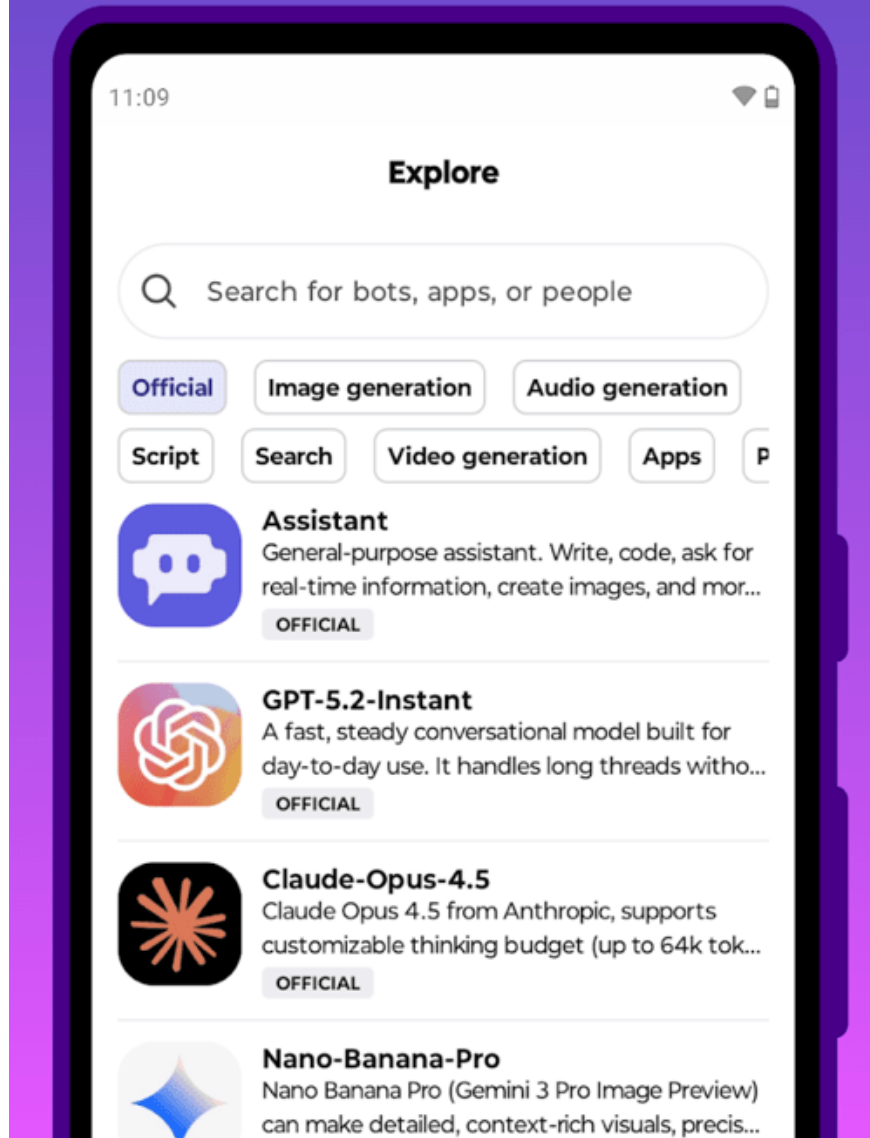 11:09
Explore
Search for bots, apps, or people
Official Image generation Audio generation
Script Search Video generation Apps P
Assistant
General-purpose assistant. Write, code, ask for
real-time information, create images, and mor...
OFFICIAL
GPT-5.2-Instant
A fast, steady conversational model built for
day-to-day use. It handles long threads witho...
OFFICIAL
Claude-Opus-4.5
Claude Opus 4.5 from Anthropic, supports
customizable thinking budget (up to 64k tok...
OFFICIAL
Nano-Banana-Pro
Nano Banana Pro (Gemini 3 Pro Image Preview)
can make detailed, context-rich visuals, precis...